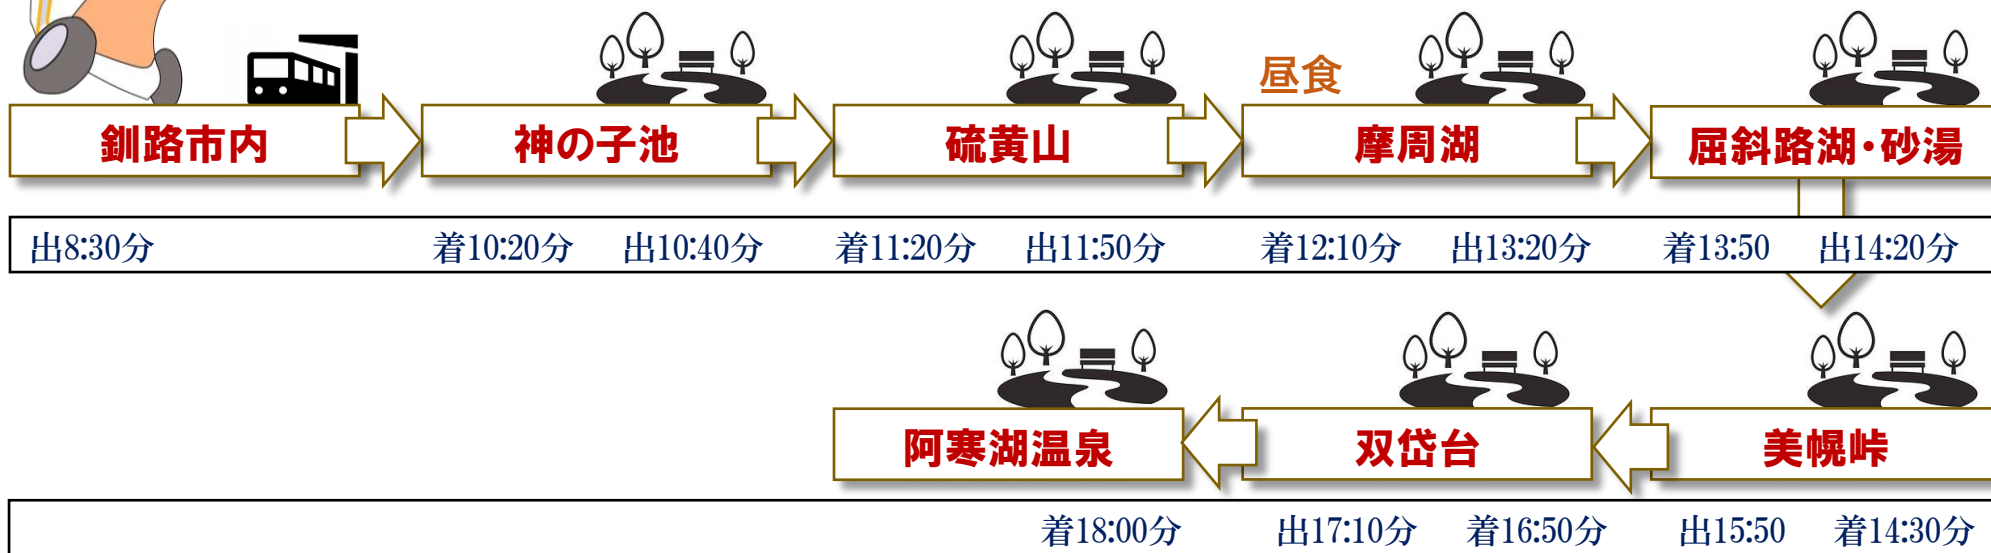 昼食
釧路市内 神の子池 硫黄山 摩周湖 屈斜路湖・砂湯
出8:30分 着10:20分 出10:40分 着11:20分 出11:50分 着12:10分 出13:20分 着13:50 出14:20分
阿寒湖温泉 双岱台 美幌峠
着18:00分 出17:10分 着16:50分 出15:50 着14:30分